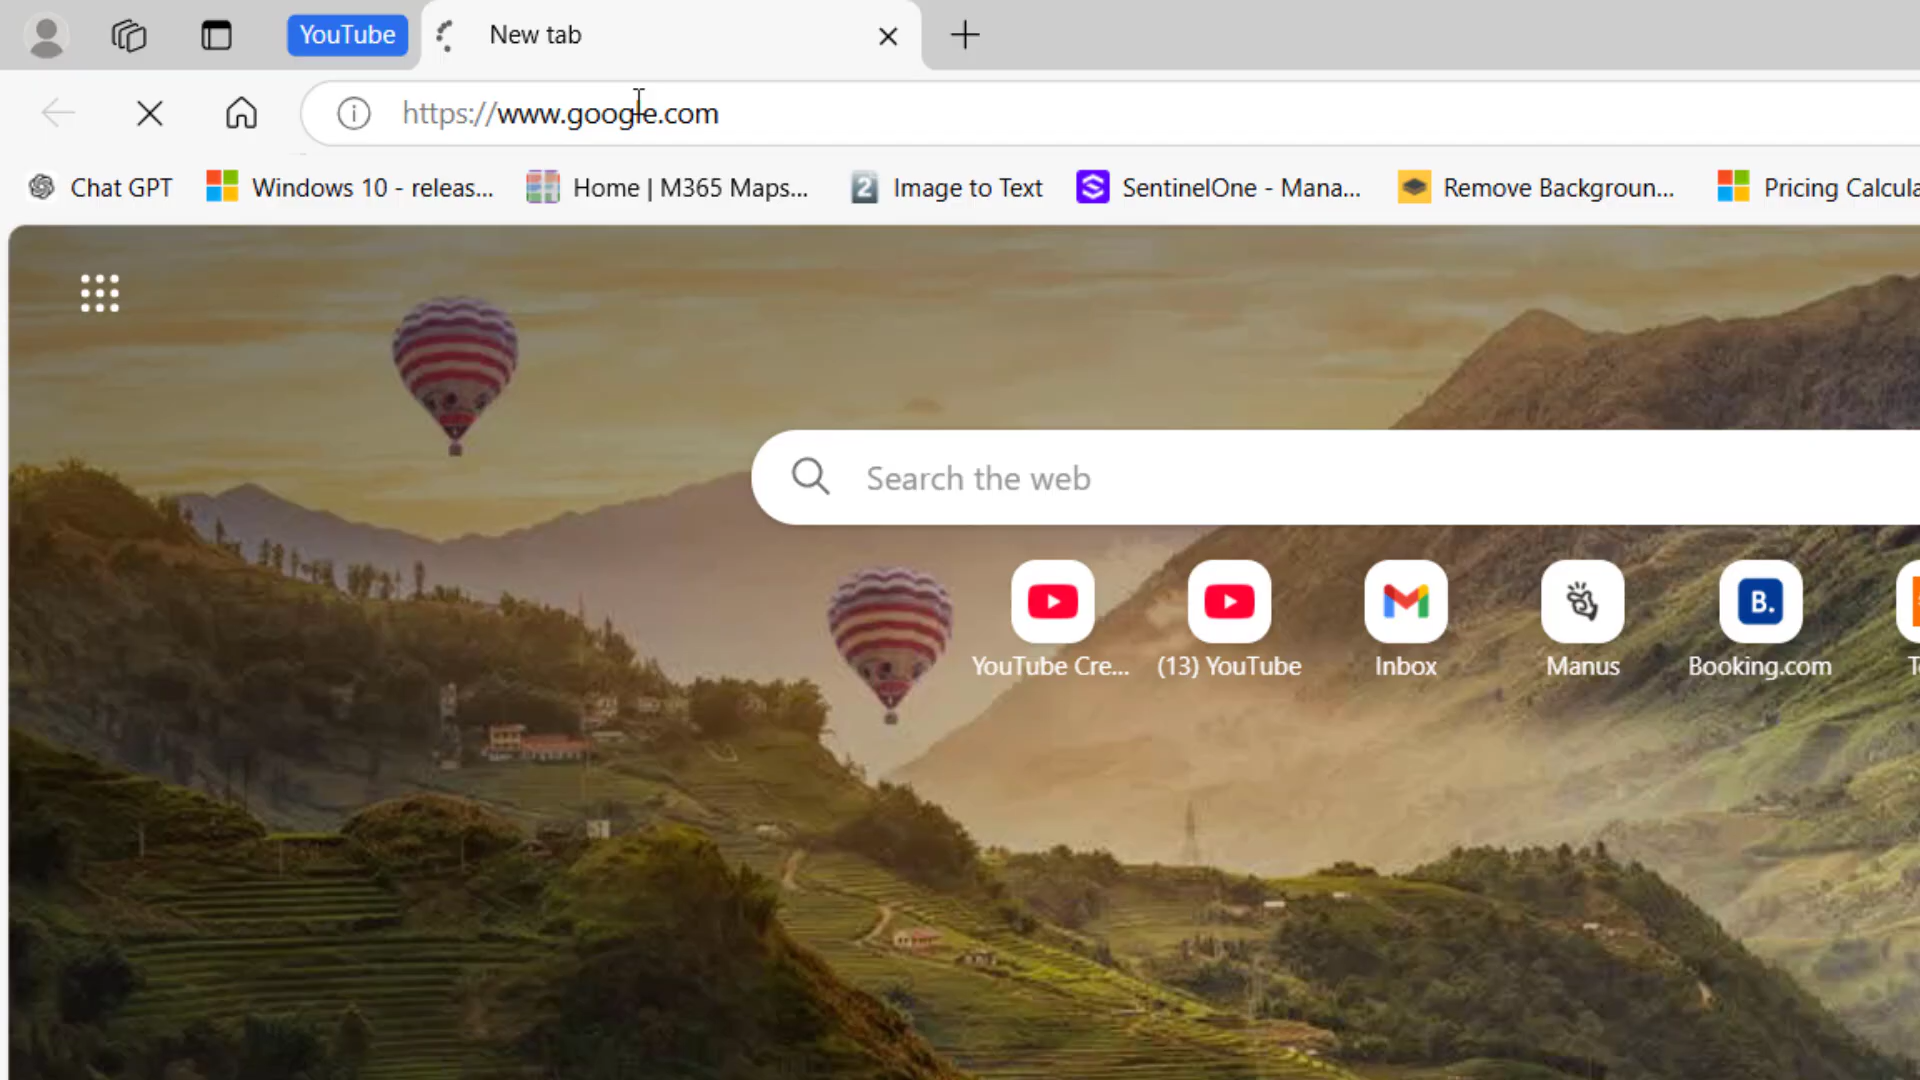 YouTube New tab
https://www.google.com
Chat GPT Windows 10 - releas... Home | M365 Maps... 2 Image to Text SentinelOne - Mana... Remove Backgroun... Pricing Calcula
Search the web
B.
YouTube Cre... (13) YouTube Inbox Manus Booking.com